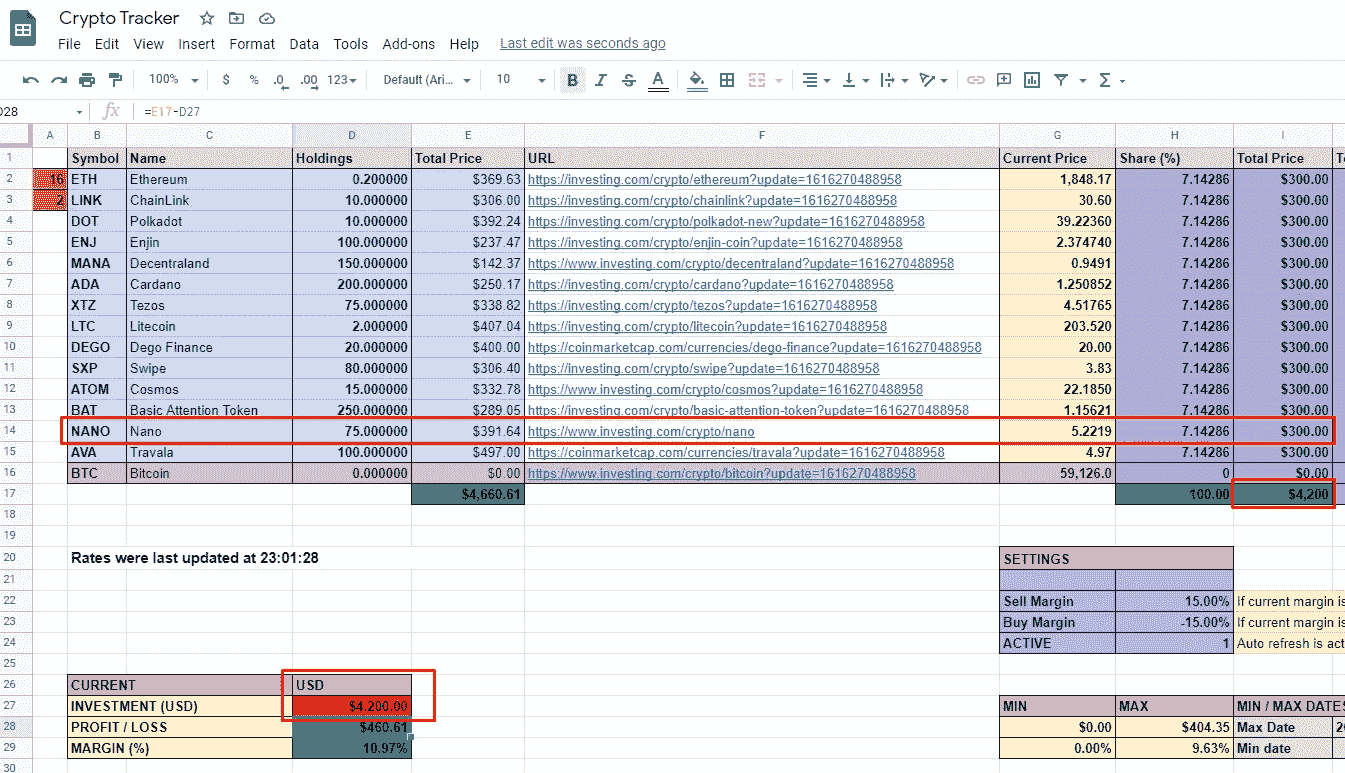 Crypto Tracker
File Edit View Insert Format Data Tools Add-ons Help Last edit was seconds ago
100% $ % .0 .00 123 Default (Ari... 10 B I S A
D28 fx =E17-D27
A B C D E F G H I
1 Symbol Name Holdings Total Price URL Current Price Share (%) Total Price
2 16 ETH Ethereum 0.200000 $369.63 https://investing.com/crypto/ethereum?update=1616270488958 1,848.17 7.14286 $300.00
3 2 LINK ChainLink 10.000000 $306.00 https://investing.com/crypto/chainlink?update=1616270488958 30.60 7.14286 $300.00
4 DOT Polkadot 10.000000 $392.24 https://investing.com/crypto/polkadot-new?update=1616270488958 39.22360 7.14286 $300.00
5 ENJ Enjin 100.000000 $237.47 https://investing.com/crypto/enjin-coin?update=1616270488958 2.374740 7.14286 $300.00
6 MANA Decentraland 150.000000 $142.37 https://www.investing.com/crypto/decentraland?update=1616270488958 0.9491 7.14286 $300.00
7 ADA Cardano 200.000000 $250.17 https://investing.com/crypto/cardano?update=1616270488958 1.250852 7.14286 $300.00
8 XTZ Tezos 75.000000 $338.82 https://investing.com/crypto/tezos?update=1616270488958 4.51765 7.14286 $300.00
9 LTC Litecoin 2.000000 $407.04 https://investing.com/crypto/litecoin?update=1616270488958 203.520 7.14286 $300.00
10 DEGO Dego Finance 20.000000 $400.00 https://coinmarketcap.com/currencies/dego-finance?update=1616270488958 20.00 7.14286 $300.00
11 SXP Swipe 80.000000 $306.40 https://investing.com/crypto/swipe?update=1616270488958 3.83 7.14286 $300.00
12 ATOM Cosmos 15.000000 $332.78 https://www.investing.com/crypto/cosmos?update=1616270488958 22.1850 7.14286 $300.00
13 BAT Basic Attention Token 250.000000 $289.05 https://investing.com/crypto/basic-attention-token?update=1616270488958 1.15621 7.14286 $300.00
14 NANO Nano 75.000000 $391.64 https://www.investing.com/crypto/nano 5.2219 7.14286 $300.00
15 AVA Travala 100.000000 $497.00 https://coinmarketcap.com/currencies/travala?update=1616270488958 4.97 7.14286 $300.00
16 BTC Bitcoin 0.000000 $0.00 https://www.investing.com/crypto/bitcoin?update=1616270488958 59,126.0 0 $0.00
17 $4,660.61 100.00 $4,200
18
19
20 Rates were last updated at 23:01:28 SETTINGS
21
22 Sell Margin 15.00% If current margin is
23 Buy Margin -15.00% If current margin is
24 ACTIVE 1 Auto refresh is act
25
26 CURRENT USD
27 INVESTMENT (USD) $4,200.00 MIN MAX MIN / MAX DATES
28 PROFIT / LOSS $460.61 $0.00 $404.35 Max Date
29 MARGIN (%) 10.97% 0.00% 9.63% Min date
30